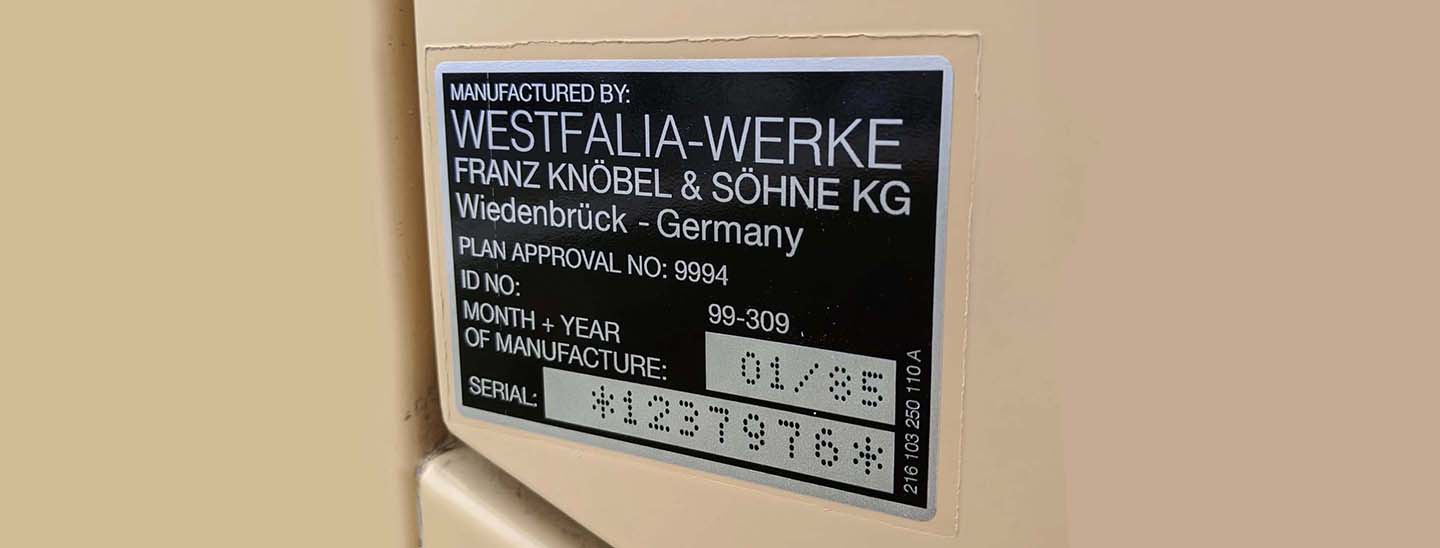 MANUFACTURED BY:
WESTFALIA-WERKE
FRANZ KNÖBEL & SÖHNE KG
Wiedenbrück - Germany
PLAN APPROVAL NO: 9994
ID NO: 99-309
MONTH + YEAR
OF MANUFACTURE: 01/85
SERIAL: *1237976*
216 103 250 110 A